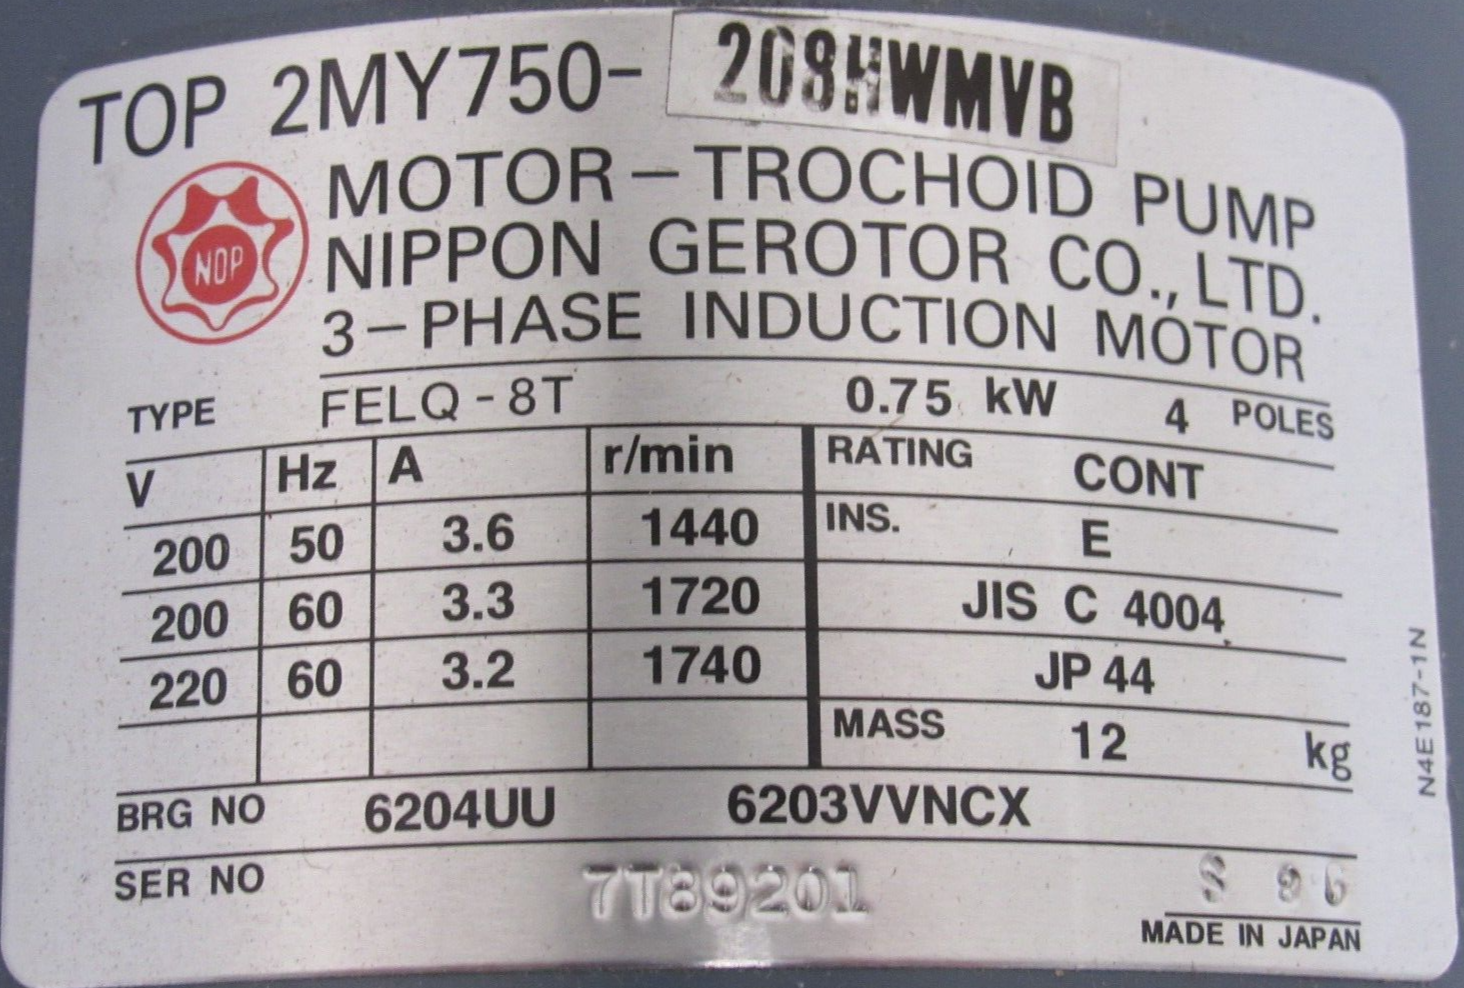 TOP 2MY750-208HWMVB
MOTOR-TROCHOID PUMP
NOP
NIPPON GEROTOR CO., LTD.
3-PHASE INDUCTION MOTOR
TYPE FELQ-8T 0.75 kW 4 POLES
V Hz A r/min RATING CONT
200 50 3.6 1440 INS. E
200 60 3.3 1720 JIS C 4004
220 60 3.2 1740 JP 44
MASS 12 kg
BRG NO 6204UU 6203VVNCX
SER NO 7T89201
MADE IN JAPAN
N4E187-1N